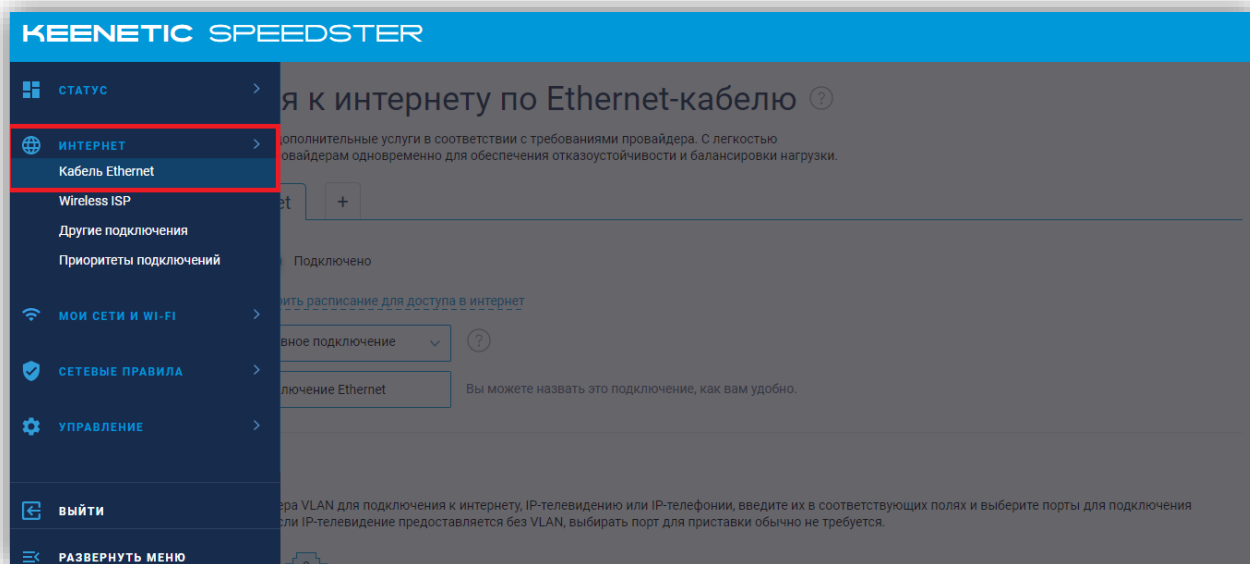 KEENETIC SPEEDSTER
СТАТУС
ИНТЕРНЕТ
Кабель Ethernet
Wireless ISP
Другие подключения
Приоритеты подключений
МОИ СЕТИ И WI-FI
СЕТЕВЫЕ ПРАВИЛА
УПРАВЛЕНИЕ
ВЫЙТИ
РАЗВЕРНУТЬ МЕНЮ
я к интернету по Ethernet-кабелю ?
дополнительные услуги в соответствии с требованиями провайдера. С легкостью
овайдерам одновременно для обеспечения отказоустойчивости и балансировки нагрузки.
et +
Подключено
ить расписание для доступа в интернет
вное подключение ?
лючение Ethernet Вы можете назвать это подключение, как вам удобно.
ера VLAN для подключения к интернету, IP-телевидению или IP-телефонии, введите их в соответствующих полях и выберите порты для подключения
сли IP-телевидение предоставляется без VLAN, выбирать порт для приставки обычно не требуется.